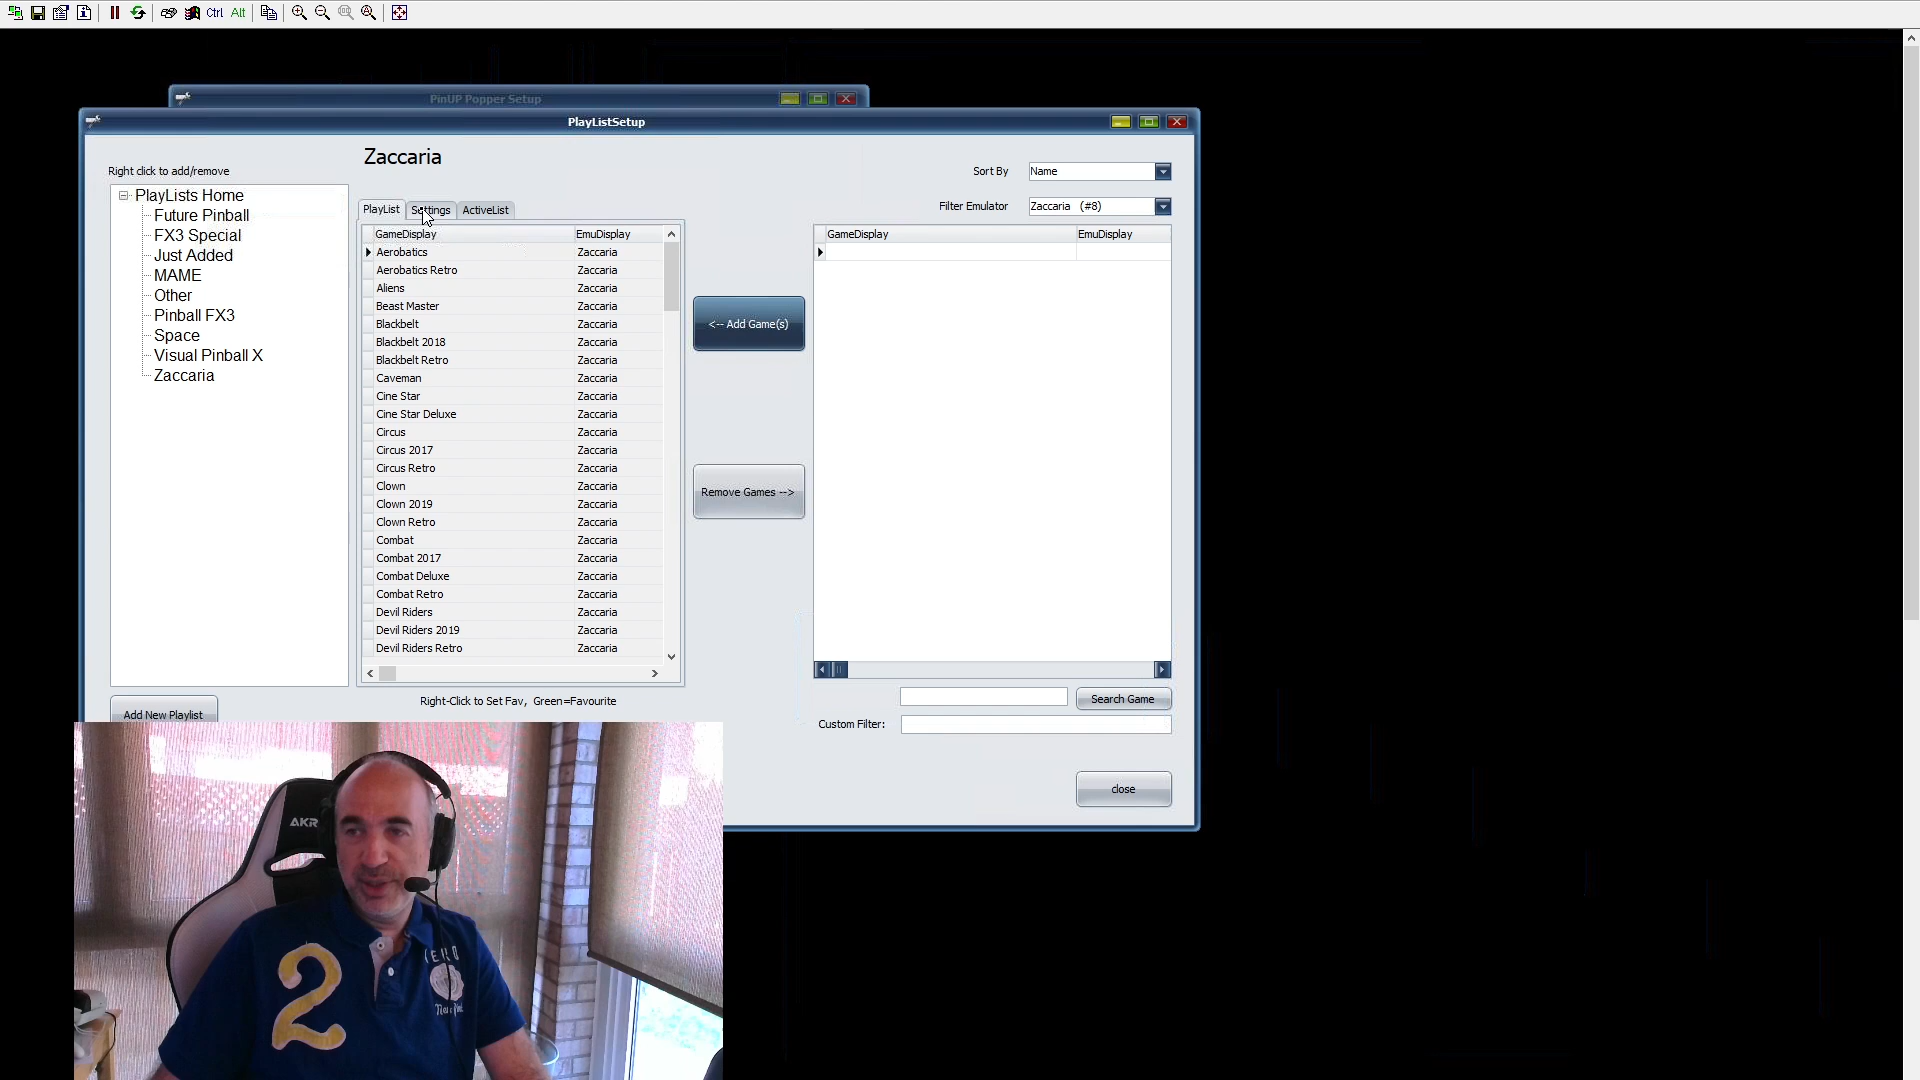 Ctrl Alt
PinUP Popper Setup
PlayListSetup
Zaccaria
Right click to add/remove
Sort By Name
PlayLists Home
Future Pinball
FX3 Special
Just Added
MAME
Other
Pinball FX3
Space
Visual Pinball X
Zaccaria
PlayList Settings ActiveList
Filter Emulator Zaccaria (#8)
GameDisplay EmuDisplay
Aerobatics Zaccaria
Aerobatics Retro Zaccaria
Aliens Zaccaria
Beast Master Zaccaria
Blackbelt Zaccaria
Blackbelt 2018 Zaccaria
Blackbelt Retro Zaccaria
Caveman Zaccaria
Cine Star Zaccaria
Cine Star Deluxe Zaccaria
Circus Zaccaria
Circus 2017 Zaccaria
Circus Retro Zaccaria
Clown Zaccaria
Clown 2019 Zaccaria
Clown Retro Zaccaria
Combat Zaccaria
Combat 2017 Zaccaria
Combat Deluxe Zaccaria
Combat Retro Zaccaria
Devil Riders Zaccaria
Devil Riders 2019 Zaccaria
Devil Riders Retro Zaccaria
<-- Add Game(s)
Remove Games -->
GameDisplay EmuDisplay
Right-Click to Set Fav, Green=Favourite
Search Game
Custom Filter:
Add New Playlist
close
AKR
2